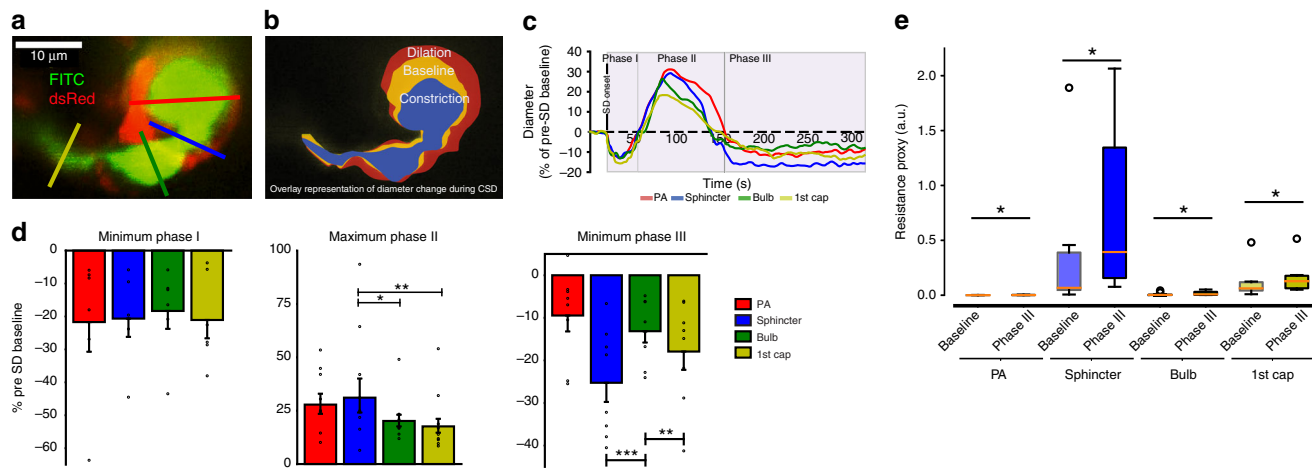 a
10 µm
FITC
dsRed
b
Dilation
Baseline
Constriction
Overlay representation of diameter change during CSD
c
Diameter
(% of pre-SD baseline)
40
30
20
10
0
–10
–20
Phase I
Phase II
Phase III
SD onset
50
100
150
200
250
300
Time (s)
PA
Sphincter
Bulb
1st cap
d
% pre SD baseline
Minimum phase I
0
–10
–20
–30
–40
–50
–60
Maximum phase II
100
75
50
25
0
*
**
Minimum phase III
0
–10
–20
–30
–40
***
**
PA
Sphincter
Bulb
1st cap
e
Resistance proxy (a.u.)
2.0
1.5
1.0
0.5
0.0
*
*
*
*
Baseline
Phase III
Baseline
Phase III
Baseline
Phase III
Baseline
Phase III
PA
Sphincter
Bulb
1st cap